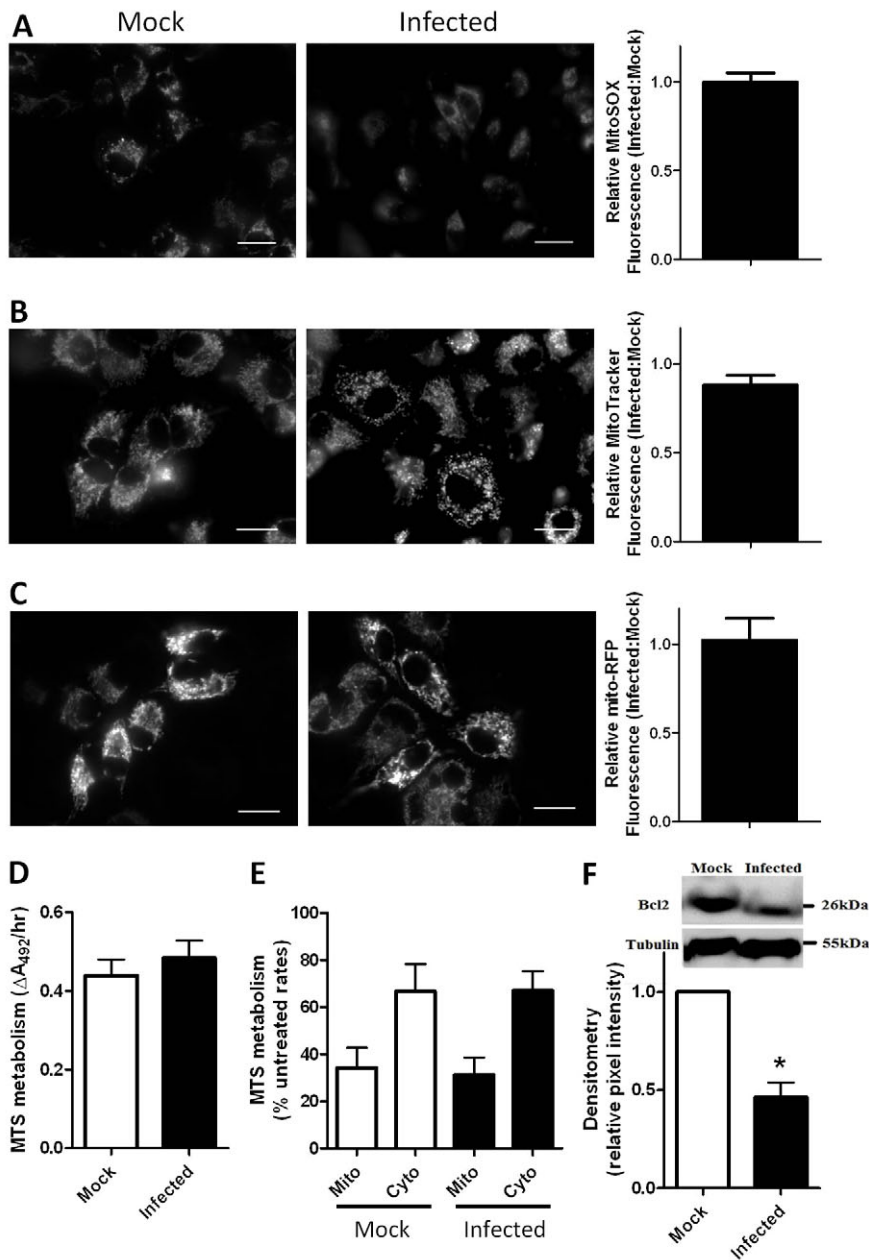 A
Mock
Infected
Relative MitoSOX
Fluorescence (Infected:Mock)
1.0
0.5
0.0
B
Relative MitoTracker
Fluorescence (Infected:Mock)
1.0
0.5
0.0
C
Relative mito-RFP
Fluorescence (Infected:Mock)
1.0
0.5
0.0
D
MTS metabolism (ΔA₄₉₂/hr)
0.6
0.4
0.2
0.0
Mock
Infected
E
MTS metabolism
(% untreated rates)
100
80
60
40
20
0
Mito
Cyto
Mito
Cyto
Mock
Infected
F
Mock Infected
Bcl2
26kDa
Tubulin
55kDa
Densitometry
(relative pixel intensity)
1.0
0.5
0.0
*
Mock
Infected